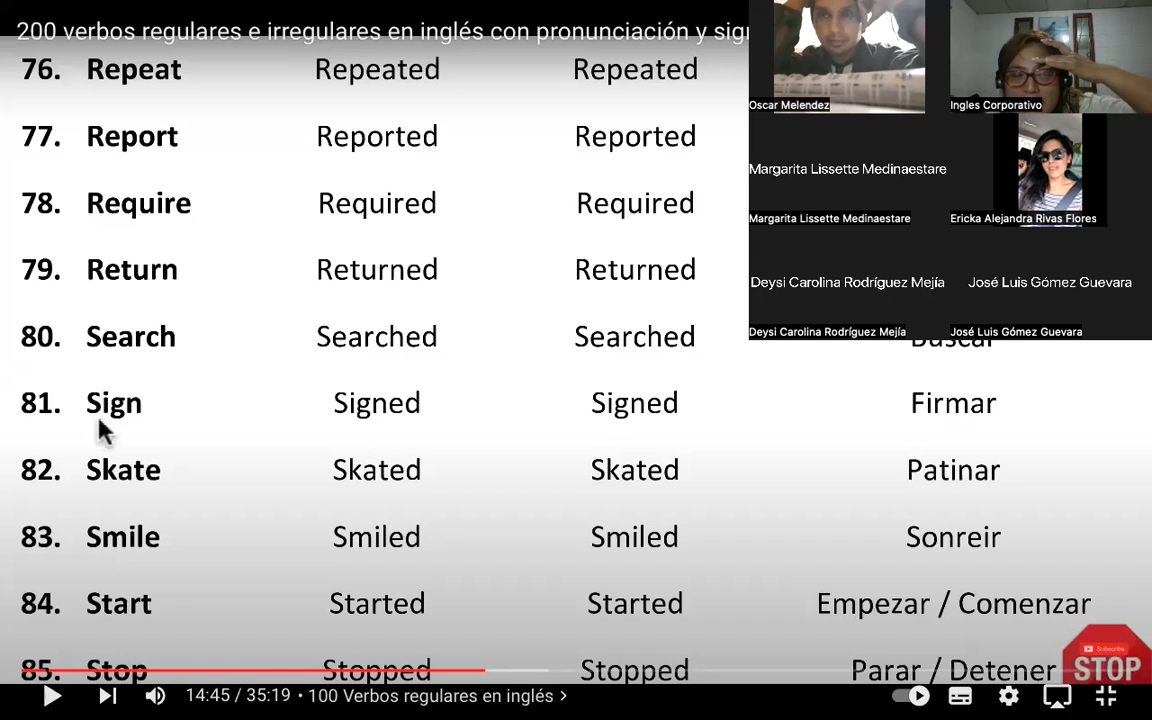 200 verbos regulares e irregulares en inglés con pronunciación y sign
76. Repeat Repeated Repeated
77. Report Reported Reported
78. Require Required Required
79. Return Returned Returned
80. Search Searched Searched Buscar
81. Sign Signed Signed Firmar
82. Skate Skated Skated Patinar
83. Smile Smiled Smiled Sonreir
84. Start Started Started Empezar / Comenzar
85. Stop Stopped Stopped Parar / Detener
Oscar Melendez
Ingles Corporativo
Margarita Lissette Medinaestare
Margarita Lissette Medinaestare
Ericka Alejandra Rivas Flores
Deysi Carolina Rodríguez Mejía
José Luis Gómez Guevara
Deysi Carolina Rodríguez Mejía
José Luis Gómez Guevara
Subscribe
STOP
14:45 / 35:19 • 100 Verbos regulares en inglés >